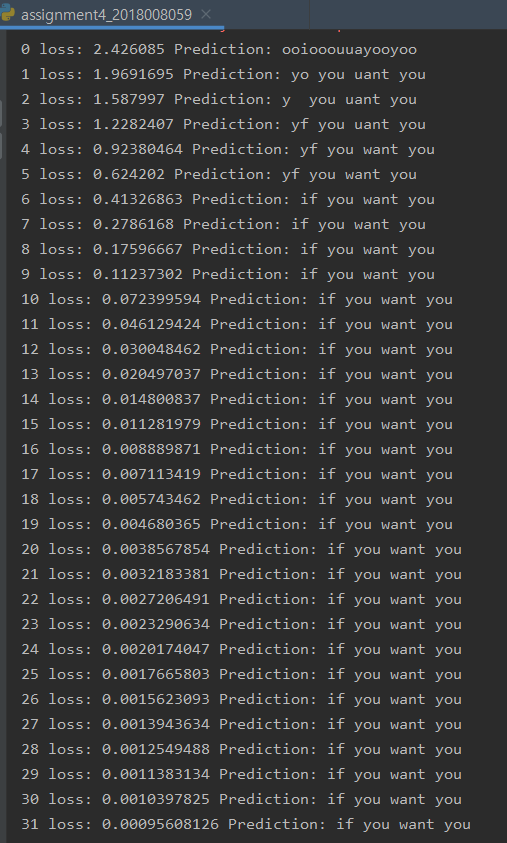 assignment4_2018008059 ×
0 loss: 2.426085 Prediction: ooiooouuayooyoo
1 loss: 1.9691695 Prediction: yo you uant you
2 loss: 1.587997 Prediction: y  you uant you
3 loss: 1.2282407 Prediction: yf you uant you
4 loss: 0.92380464 Prediction: yf you want you
5 loss: 0.624202 Prediction: yf you want you
6 loss: 0.41326863 Prediction: if you want you
7 loss: 0.2786168 Prediction: if you want you
8 loss: 0.17596667 Prediction: if you want you
9 loss: 0.11237302 Prediction: if you want you
10 loss: 0.072399594 Prediction: if you want you
11 loss: 0.046129424 Prediction: if you want you
12 loss: 0.030048462 Prediction: if you want you
13 loss: 0.020497037 Prediction: if you want you
14 loss: 0.014800837 Prediction: if you want you
15 loss: 0.011281979 Prediction: if you want you
16 loss: 0.008889871 Prediction: if you want you
17 loss: 0.007113419 Prediction: if you want you
18 loss: 0.005743462 Prediction: if you want you
19 loss: 0.004680365 Prediction: if you want you
20 loss: 0.0038567854 Prediction: if you want you
21 loss: 0.0032183381 Prediction: if you want you
22 loss: 0.0027206491 Prediction: if you want you
23 loss: 0.0023290634 Prediction: if you want you
24 loss: 0.0020174047 Prediction: if you want you
25 loss: 0.0017665803 Prediction: if you want you
26 loss: 0.0015623093 Prediction: if you want you
27 loss: 0.0013943634 Prediction: if you want you
28 loss: 0.0012549488 Prediction: if you want you
29 loss: 0.0011383134 Prediction: if you want you
30 loss: 0.0010397825 Prediction: if you want you
31 loss: 0.00095608126 Prediction: if you want you